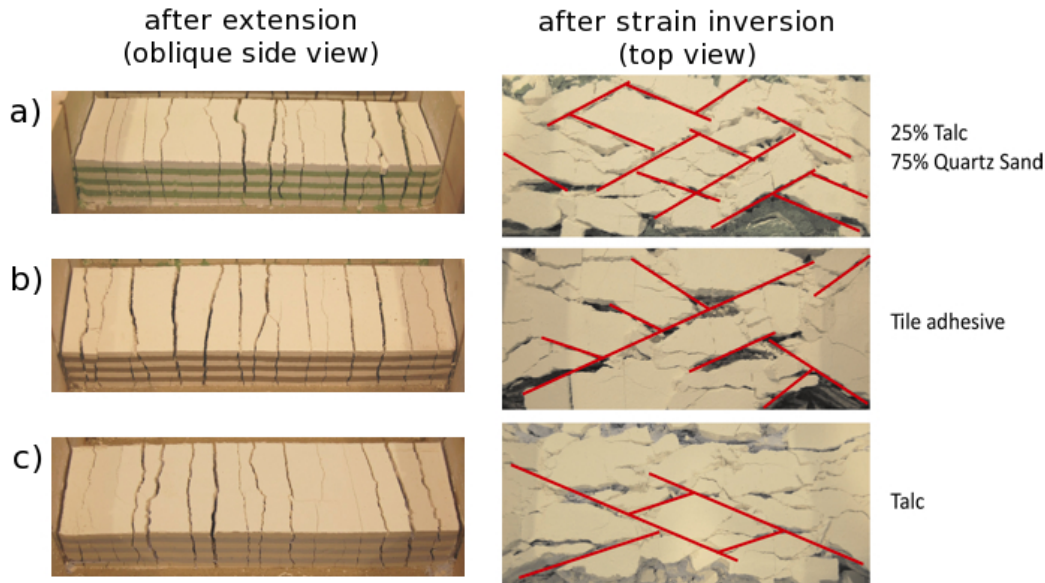 after extension
(oblique side view)
after strain inversion
(top view)
a)
25% Talc
75% Quartz Sand
b)
Tile adhesive
c)
Talc